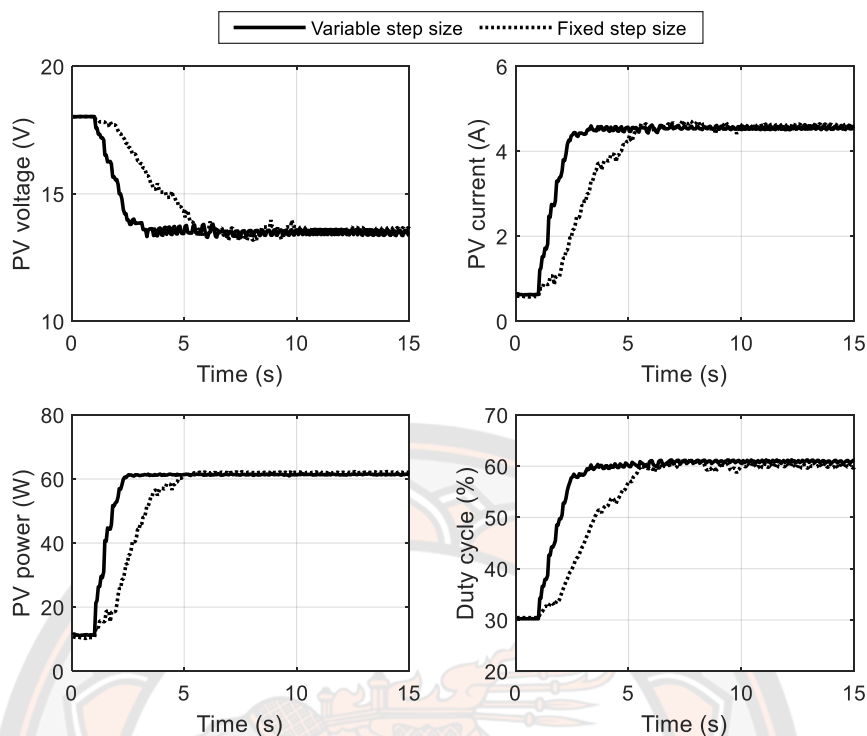 Variable step size Fixed step size
20
15
10
PV voltage (V)
0 5 10 15
Time (s)
6
4
2
0
PV current (A)
0 5 10 15
Time (s)
80
60
40
20
0
PV power (W)
0 5 10 15
Time (s)
70
60
50
40
30
20
Duty cycle (%)
0 5 10 15
Time (s)